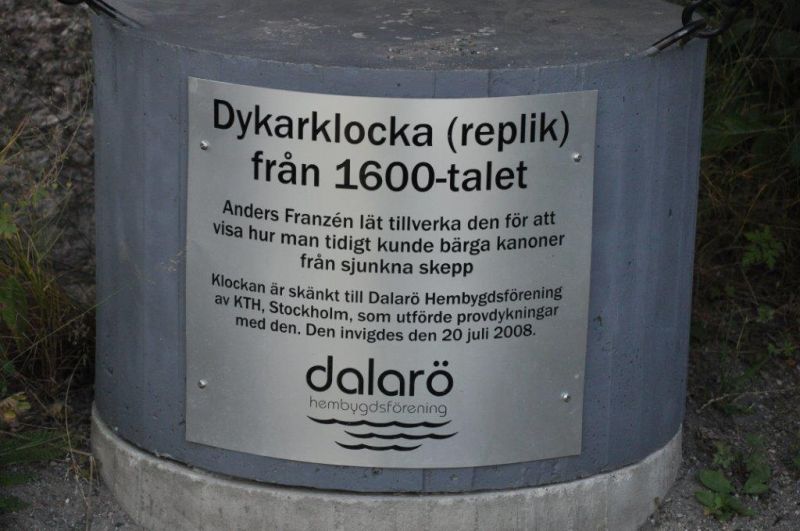 Dykarklocka (replik)
från 1600-talet
Anders Franzén lät tillverka den för att
visa hur man tidigt kunde bärga kanoner
från sjunkna skepp
Klockan är skänkt till Dalarö Hembygdsförening
av KTH, Stockholm, som utförde provdykningar
med den. Den invigdes den 20 juli 2008.
dalarö
hembygdsförening